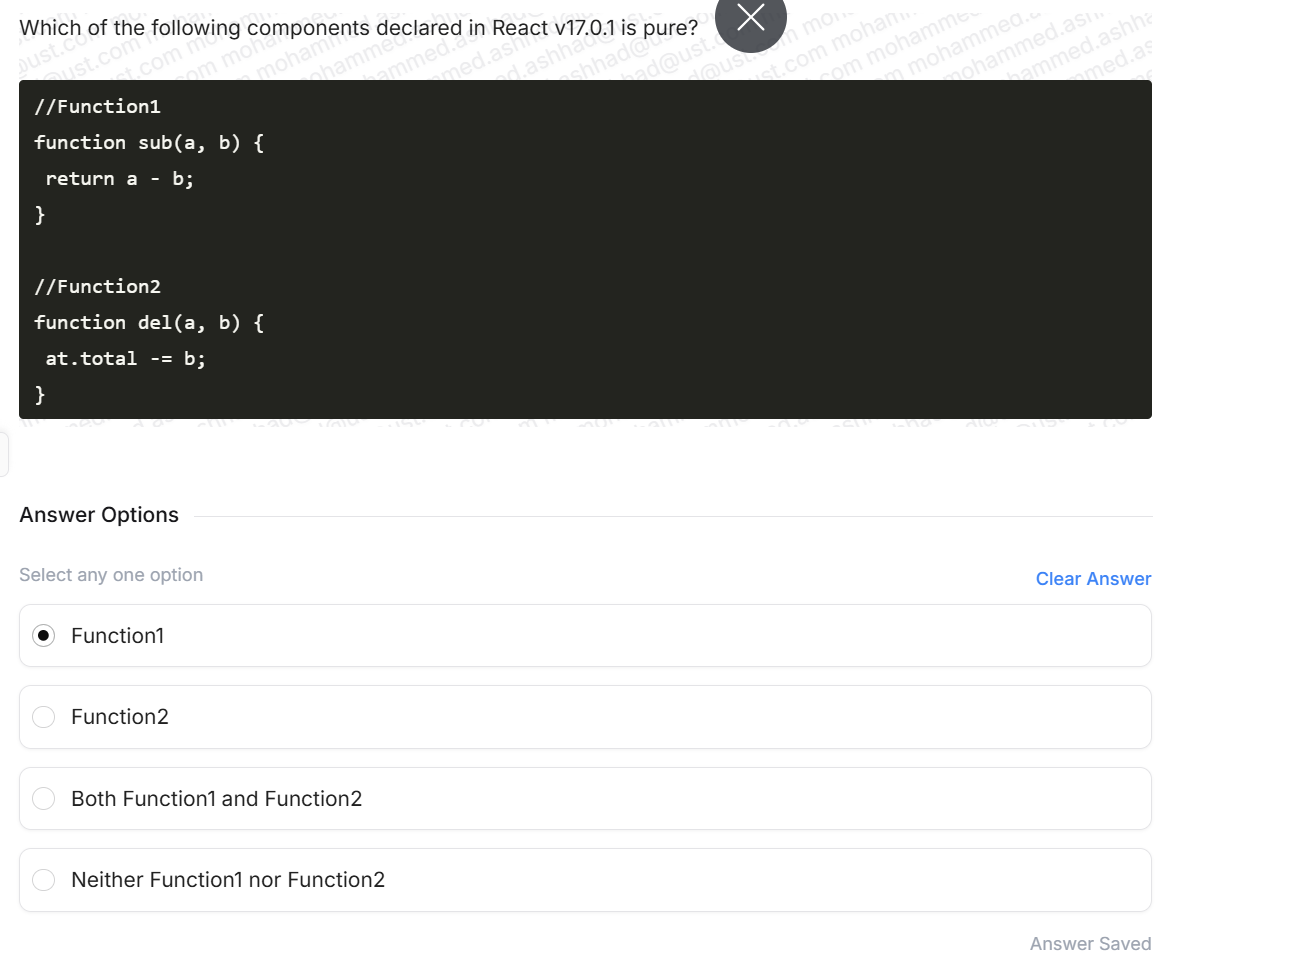 Which of the following components declared in React v17.0.1 is pure?
//Function1
function sub(a, b) {
 return a - b;
}
//Function2
function del(a, b) {
 at.total -= b;
}
Answer Options
Select any one option
Clear Answer
Function1
Function2
Both Function1 and Function2
Neither Function1 nor Function2
Answer Saved